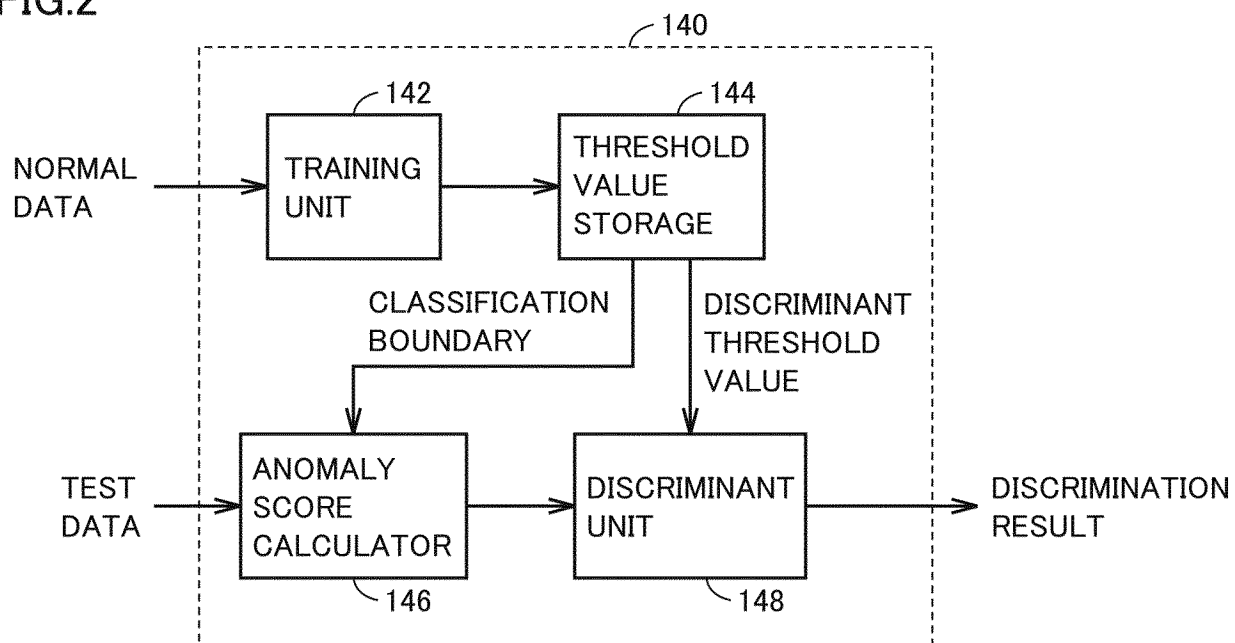 FIG.2
140
142
144
NORMAL
DATA
TRAINING
UNIT
THRESHOLD
VALUE
STORAGE
CLASSIFICATION
BOUNDARY
DISCRIMINANT
THRESHOLD
VALUE
TEST
DATA
ANOMALY
SCORE
CALCULATOR
DISCRIMINANT
UNIT
DISCRIMINATION
RESULT
146
148